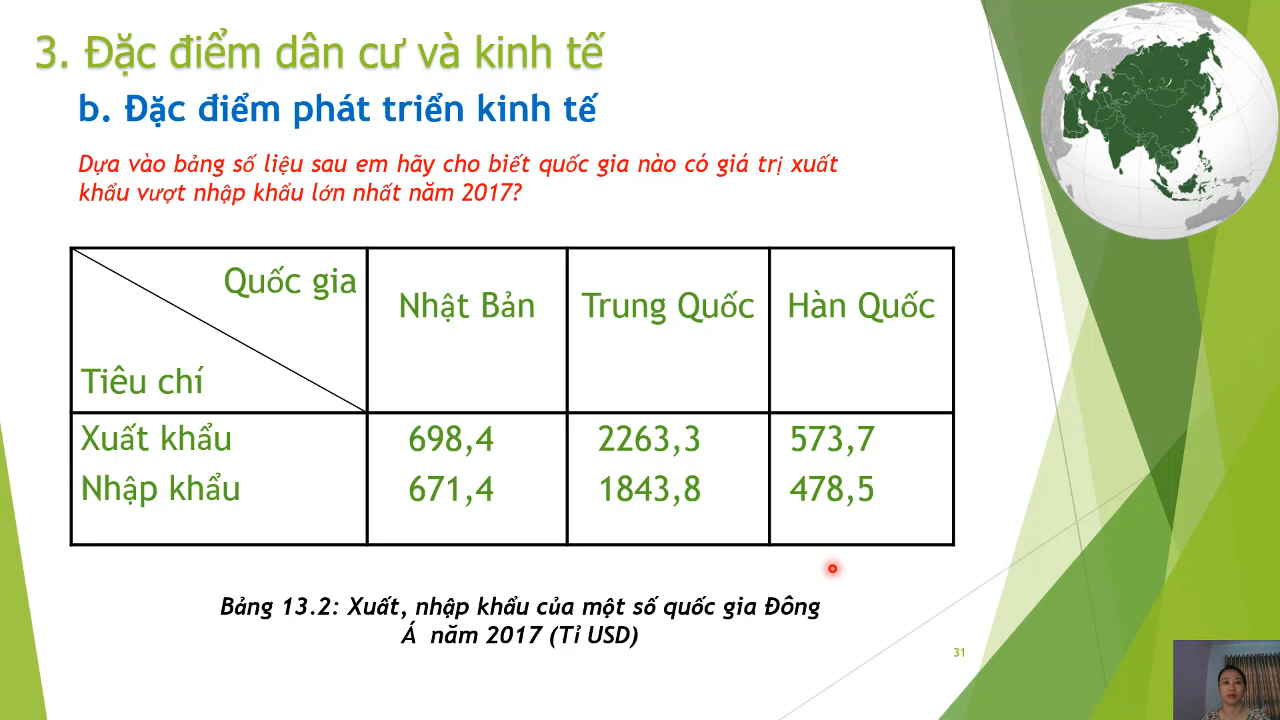 3. Đặc điểm dân cư và kinh tế
b. Đặc điểm phát triển kinh tế
Dựa vào bảng số liệu sau em hãy cho biết quốc gia nào có giá trị xuất
khẩu vượt nhập khẩu lớn nhất năm 2017?
Quốc gia
Tiêu chí
Nhật Bản Trung Quốc Hàn Quốc
Xuất khẩu 698,4 2263,3 573,7
Nhập khẩu 671,4 1843,8 478,5
Bảng 13.2: Xuất, nhập khẩu của một số quốc gia Đông
Á năm 2017 (Tỉ USD)
31